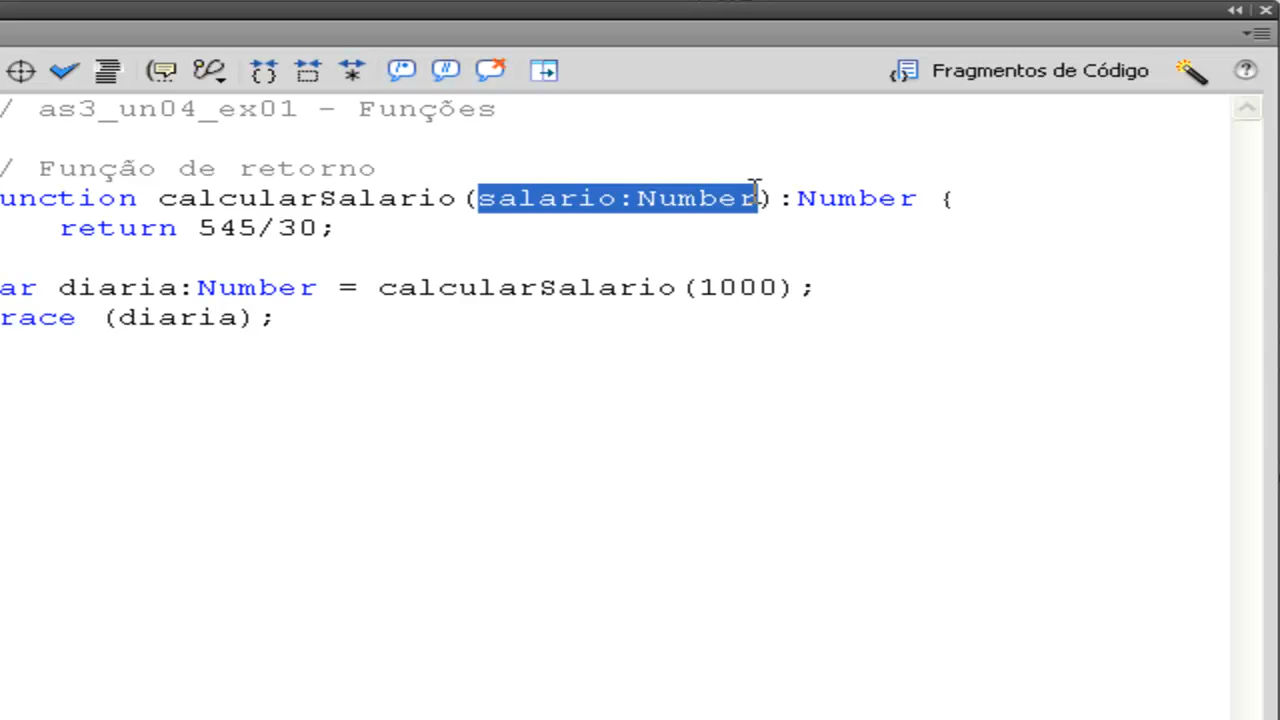 Fragmentos de Código
/ as3_un04_ex01 - Funções
/ Função de retorno
unction calcularSalario(salario:Number):Number {
return 545/30;
ar diaria:Number = calcularSalario(1000);
race (diaria);